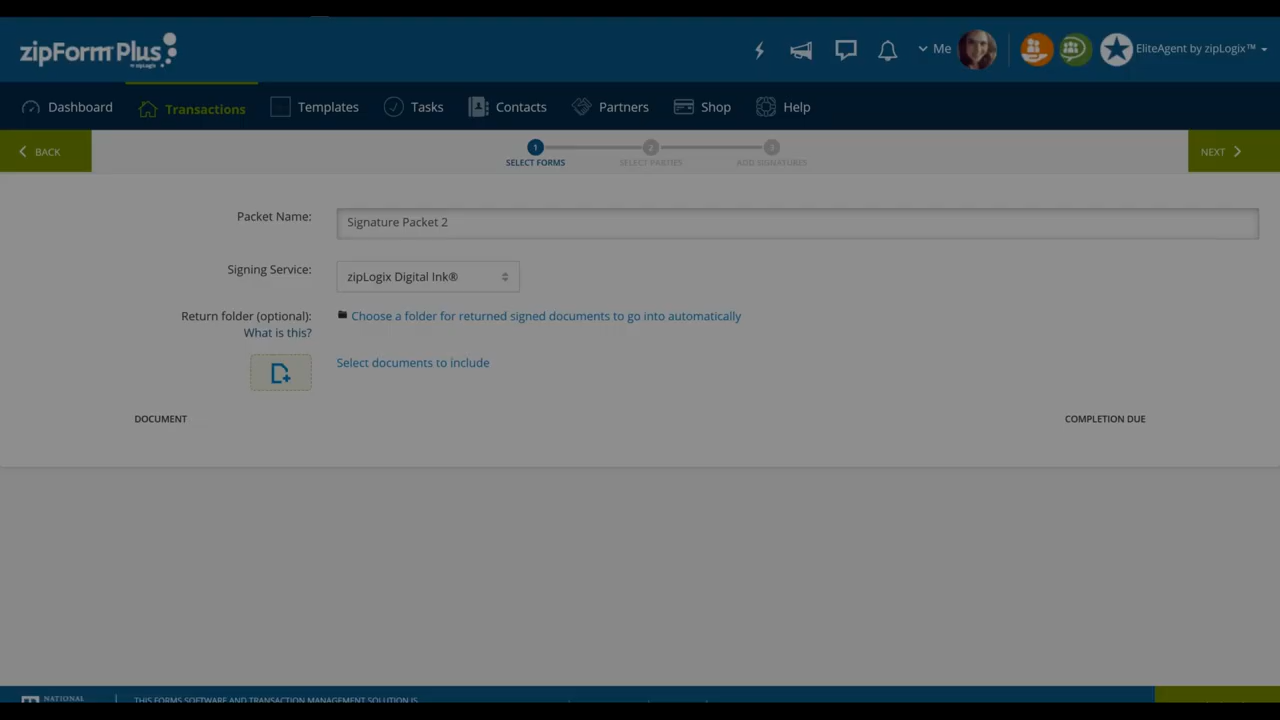 zipForm Plus
by zipLogix
Me
EliteAgent by zipLogix™
Dashboard
Transactions
Templates
Tasks
Contacts
Partners
Shop
Help
BACK
1
2
3
SELECT FORMS
SELECT PARTIES
ADD SIGNATURES
NEXT
Packet Name:
Signature Packet 2
Signing Service:
zipLogix Digital Ink®
Return folder (optional):
Choose a folder for returned signed documents to go into automatically
What is this?
Select documents to include
DOCUMENT
COMPLETION DUE
NATIONAL
THIS FORMS SOFTWARE AND TRANSACTION MANAGEMENT SOLUTION IS